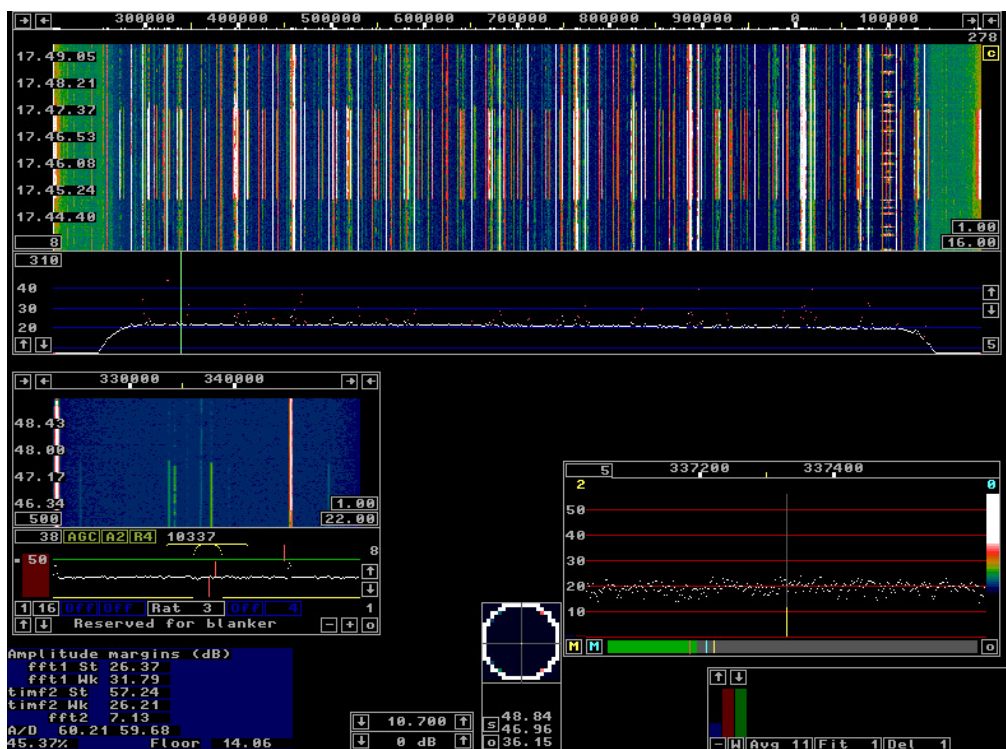 300000 400000 500000 600000 700000 800000 900000 0 100000
278
17.49.05
c
17.48.21
17.47.37
17.46.53
17.46.08
17.45.24
17.44.40
1.00
8
16.00
310
40
30
20
5
330000 340000
48.43
48.00
47.17
46.34
1.00
500
22.00
38 AGC A2 R4 10337
8
50
1 16 Off Off Rat 3 Off 4 1
Reserved for blanker - + o
5 337200 337400
2 0
50
40
30
20
10
M M o
Amplitude margins (dB)
fft1 St 26.37
fft1 Wk 31.79
timf2 St 57.24
timf2 Wk 26.21
fft2 7.13
A/D 60.21 59.68
45.37% Floor 14.06
10.700
0 dB
s 48.84
46.96
o 36.15
- W Avg 11 Fit 1 Del 1